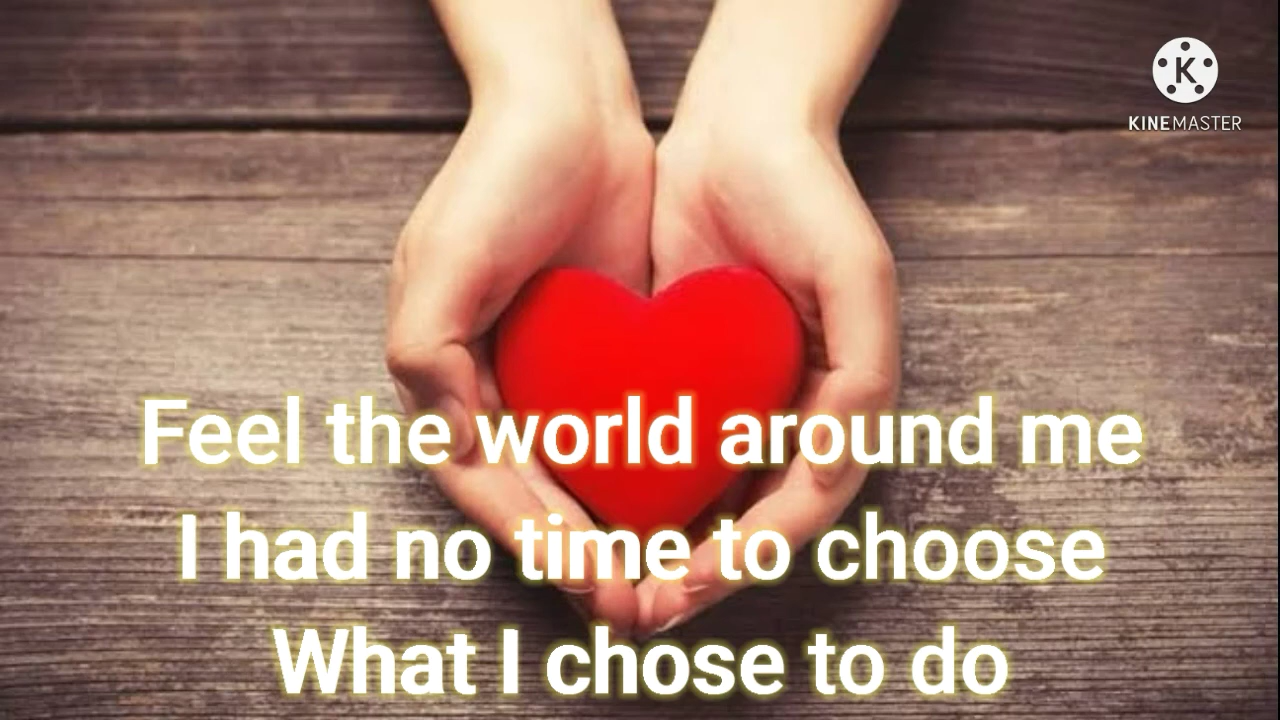 K
KINEMASTER
Feel the world around me
I had no time to choose
What I chose to do